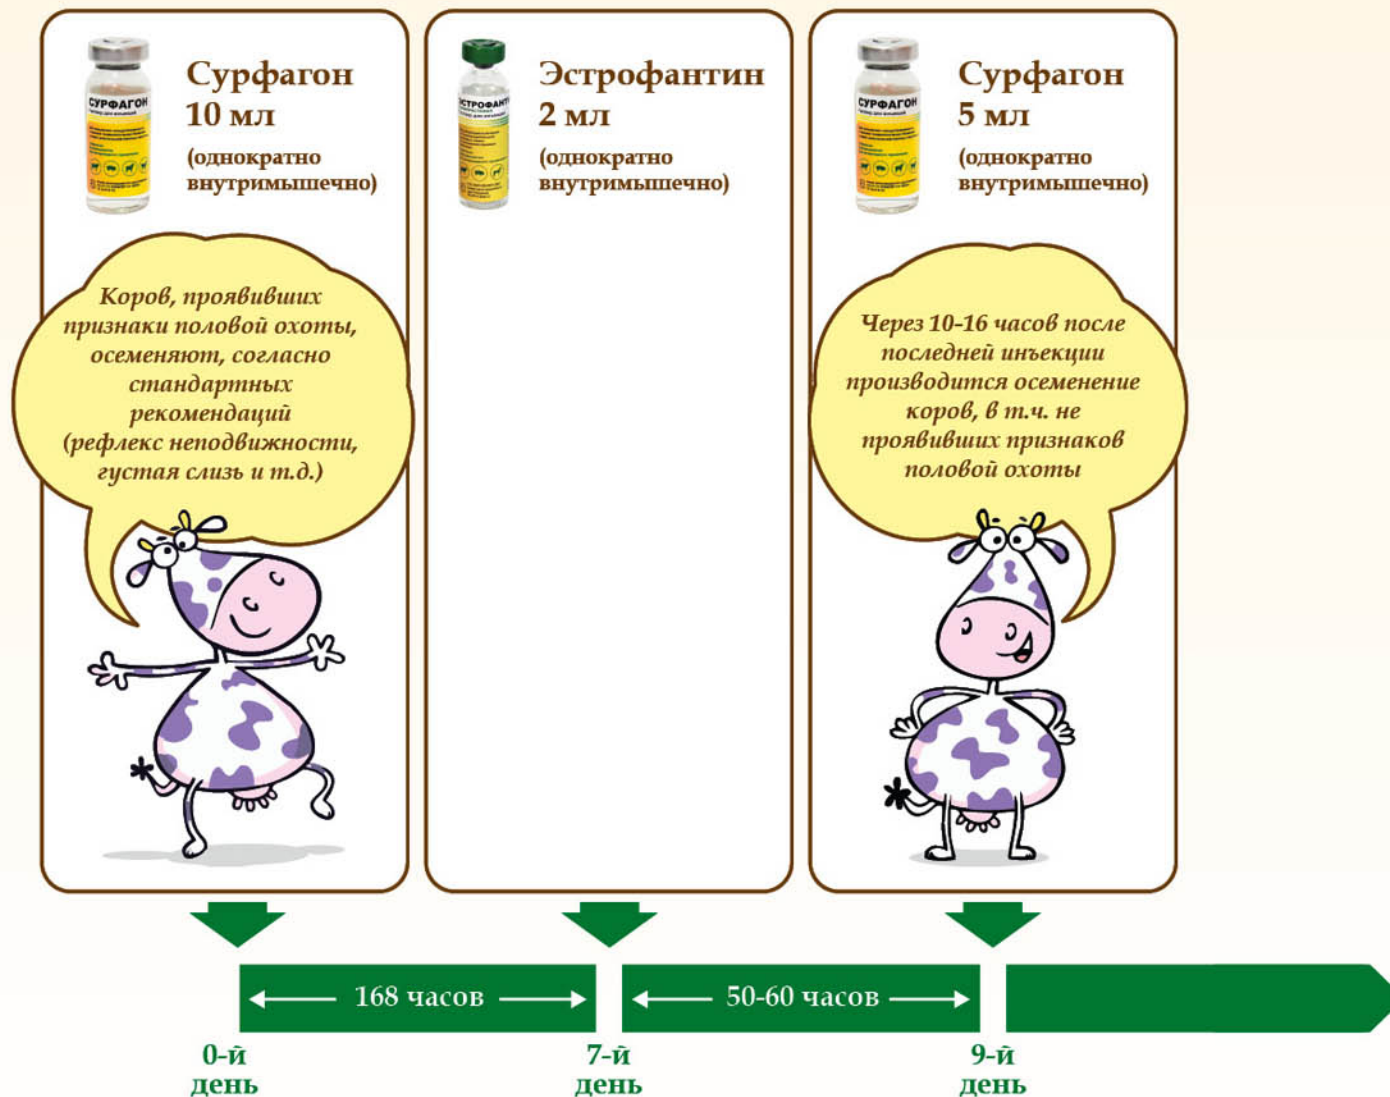 Сурфагон
10 мл
(однократно
внутримышечно)
СУРФАГОН
Коров, проявивших
признаки половой охоты,
осеменяют, согласно
стандартных
рекомендаций
(рефлекс неподвижности,
густая слизь и т.д.)
Эстрофантин
2 мл
(однократно
внутримышечно)
Сурфагон
5 мл
(однократно
внутримышечно)
СУРФАГОН
Через 10-16 часов после
последней инъекции
производится осеменение
коров, в т.ч. не
проявивших признаков
половой охоты
168 часов
50-60 часов
0-й
день
7-й
день
9-й
день